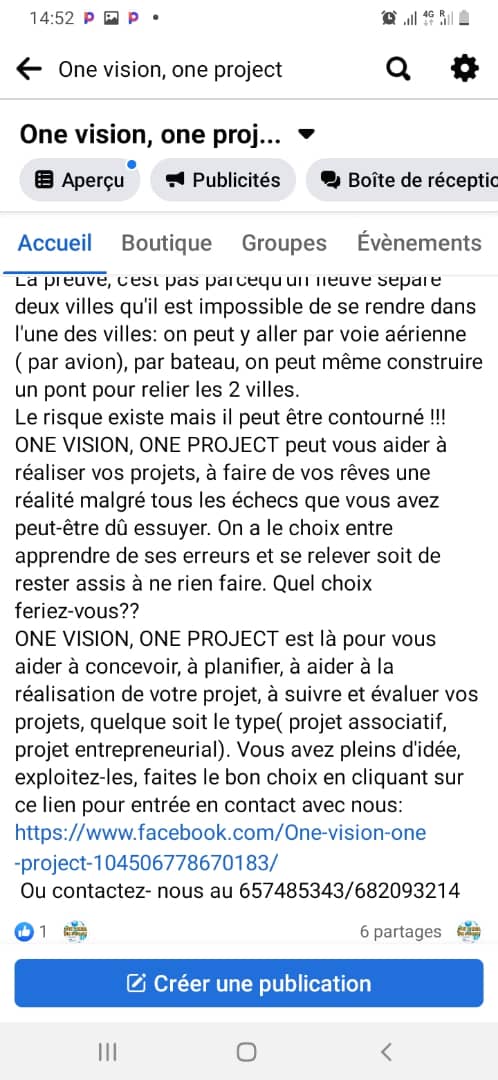 14:52
4G R
One vision, one project
One vision, one proj...
Aperçu
Publicités
Boîte de réceptio
Accueil
Boutique
Groupes
Évènements
La preuve, c'est pas parcequ'un fleuve sépare
deux villes qu'il est impossible de se rendre dans
l'une des villes: on peut y aller par voie aérienne
( par avion), par bateau, on peut même construire
un pont pour relier les 2 villes.
Le risque existe mais il peut être contourné !!!
ONE VISION, ONE PROJECT peut vous aider à
réaliser vos projets, à faire de vos rêves une
réalité malgré tous les échecs que vous avez
peut-être dû essuyer. On a le choix entre
apprendre de ses erreurs et se relever soit de
rester assis à ne rien faire. Quel choix
feriez-vous??
ONE VISION, ONE PROJECT est là pour vous
aider à concevoir, à planifier, à aider à la
réalisation de votre projet, à suivre et évaluer vos
projets, quelque soit le type( projet associatif,
projet entrepreneurial). Vous avez pleins d'idée,
exploitez-les, faites le bon choix en cliquant sur
ce lien pour entrée en contact avec nous:
https://www.facebook.com/One-vision-one
-project-104506778670183/
Ou contactez- nous au 657485343/682093214
1
6 partages
Créer une publication